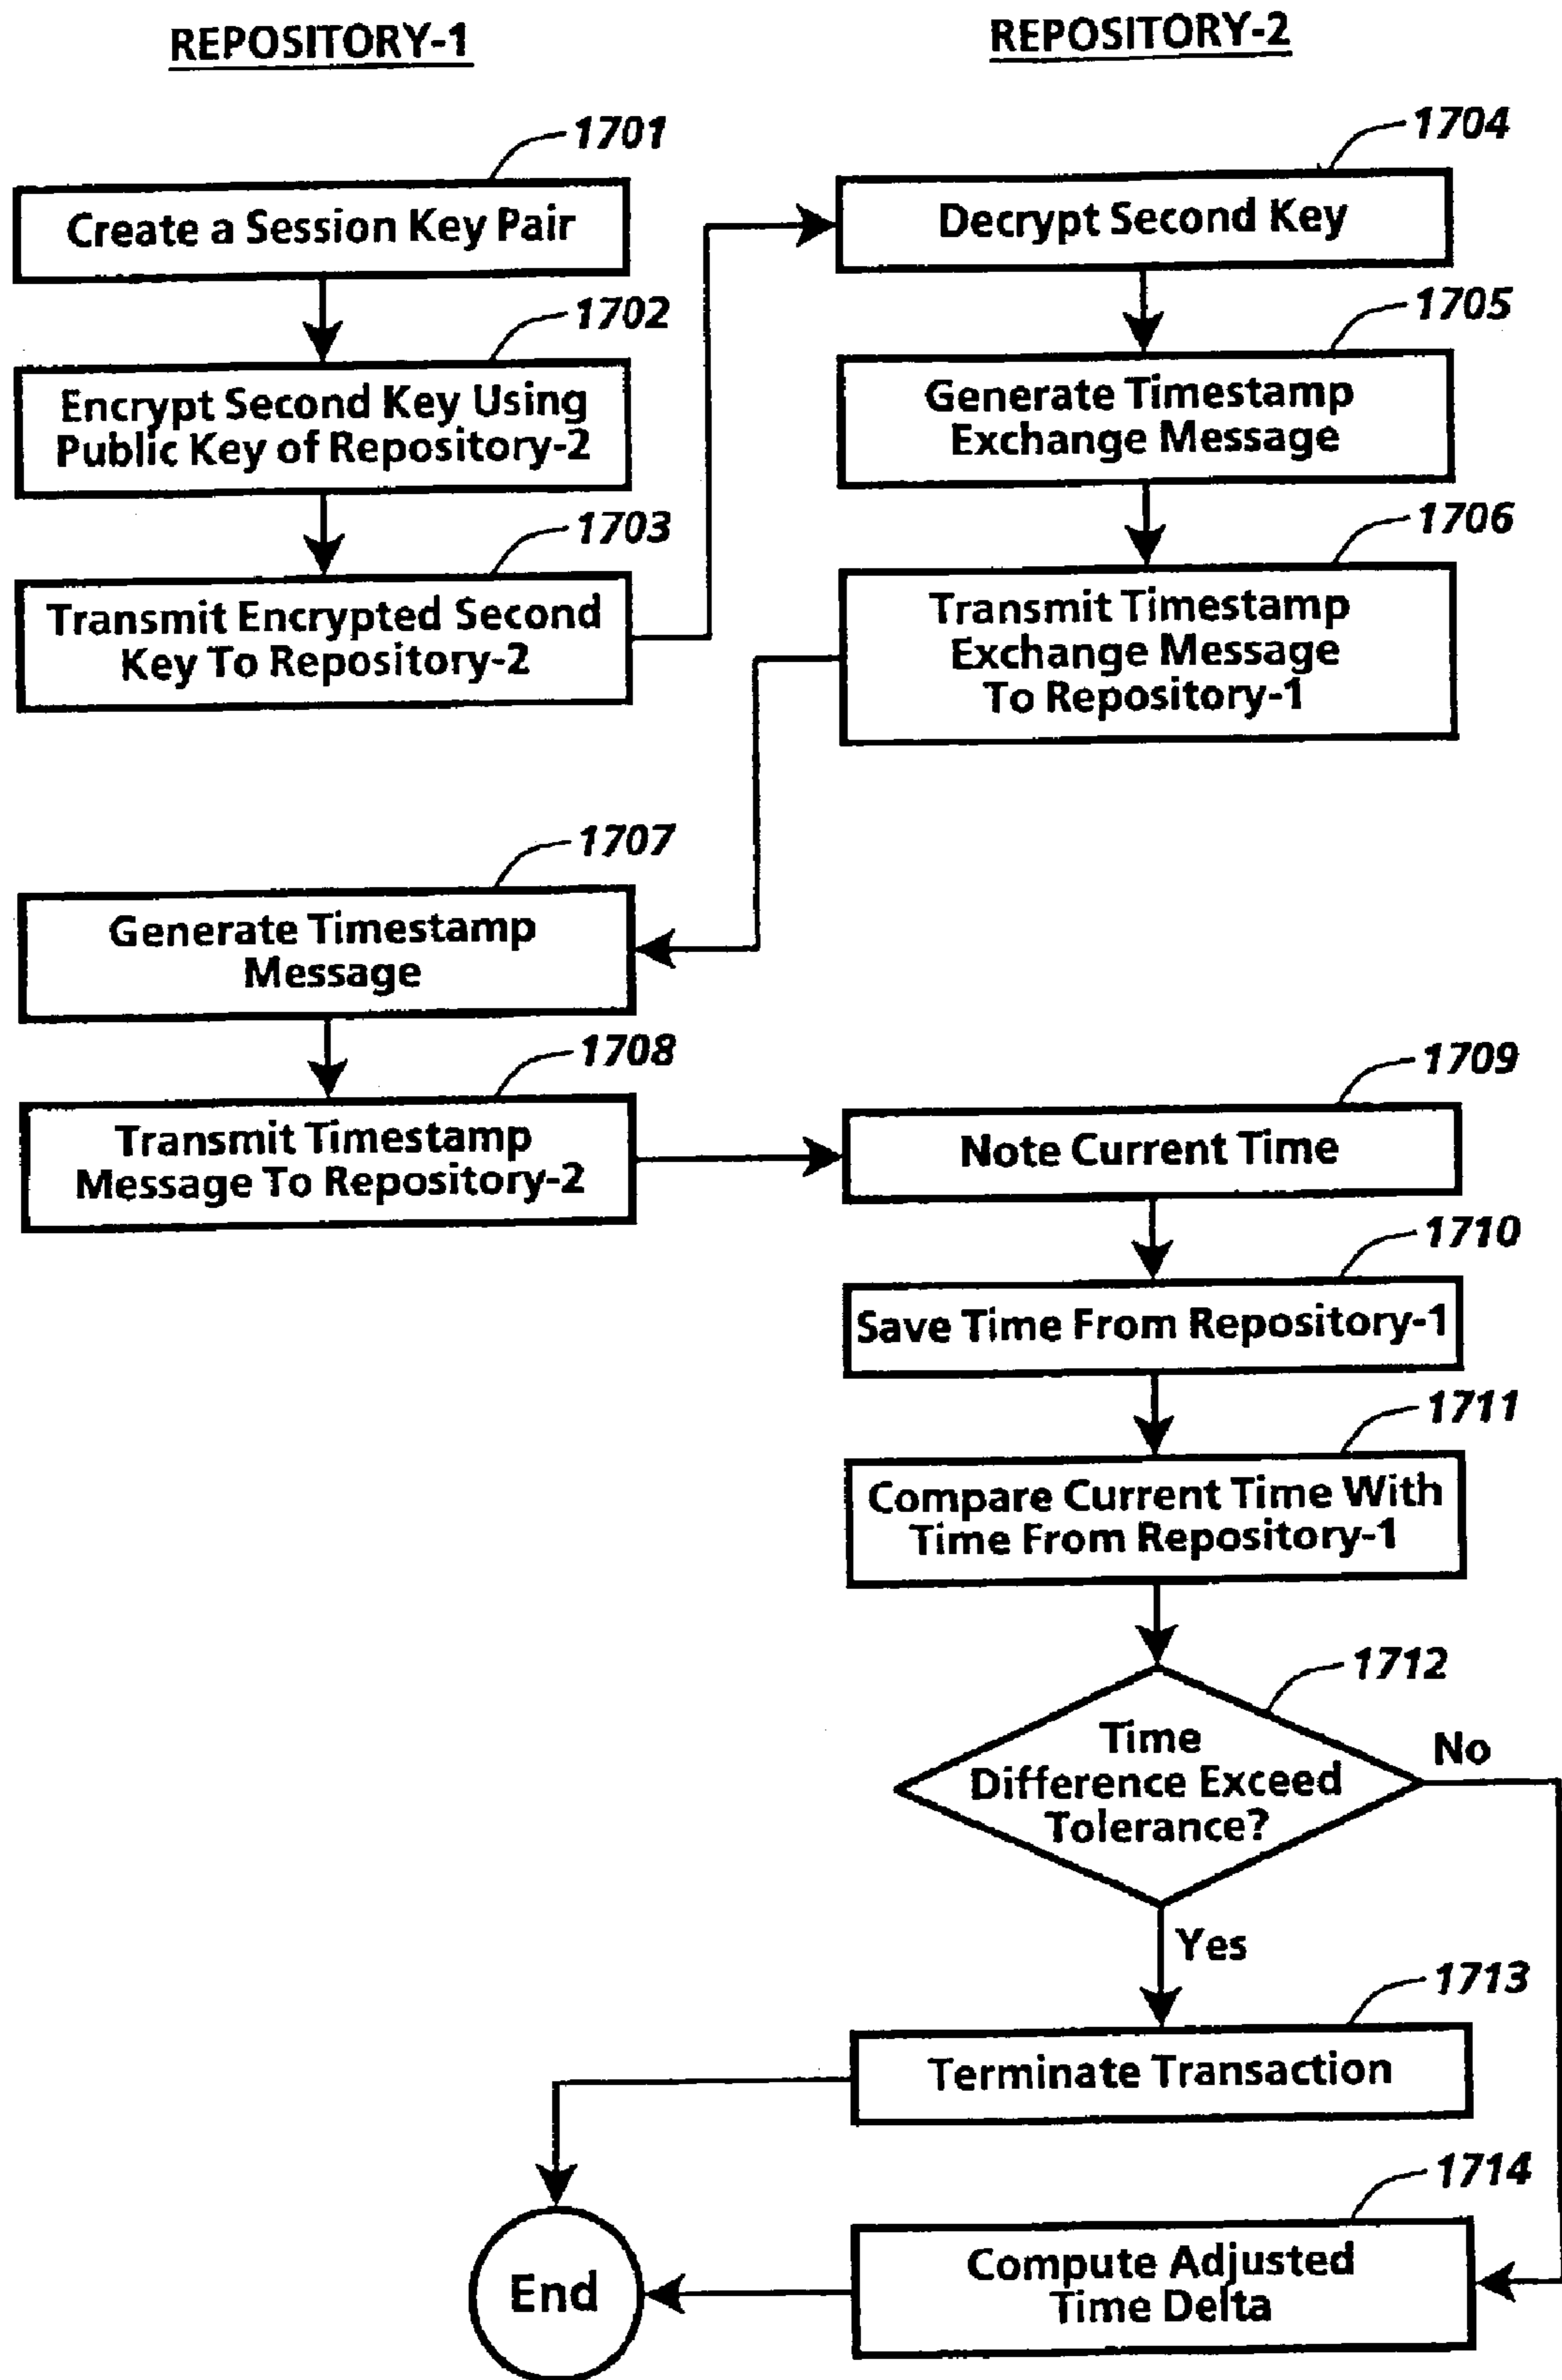 REPOSITORY-1
REPOSITORY-2
1701
Create a Session Key Pair
1702
Encrypt Second Key Using
Public Key of Repository-2
1703
Transmit Encrypted Second
Key To Repository-2
1704
Decrypt Second Key
1705
Generate Timestamp
Exchange Message
1706
Transmit Timestamp
Exchange Message
To Repository-1
1707
Generate Timestamp
Message
1708
Transmit Timestamp
Message To Repository-2
1709
Note Current Time
1710
Save Time From Repository-1
1711
Compare Current Time With
Time From Repository-1
1712
Time
Difference Exceed
Tolerance?
No
Yes
1713
Terminate Transaction
1714
Compute Adjusted
Time Delta
End